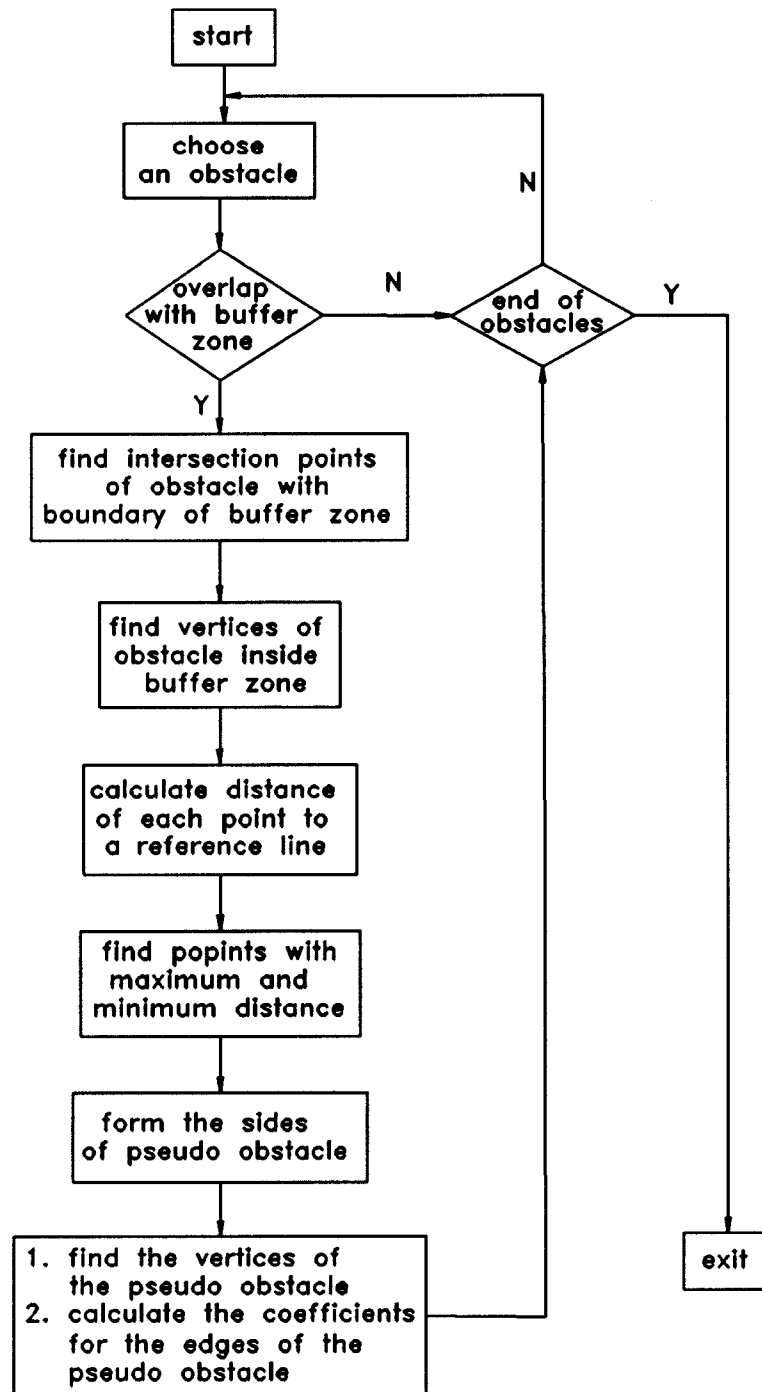 start
choose
an obstacle
N
overlap
with buffer
zone
N
end of
obstacles
Y
Y
find intersection points
of obstacle with
boundary of buffer zone
find vertices of
obstacle inside
buffer zone
calculate distance
of each point to
a reference line
find popints with
maximum and
minimum distance
form the sides
of pseudo obstacle
1. find the vertices of
the pseudo obstacle
2. calculate the coefficients
for the edges of the
pseudo obstacle
exit